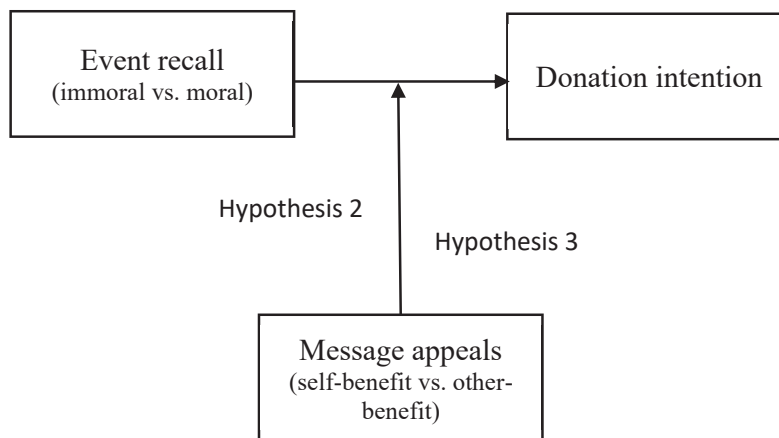 Event recall
(immoral vs. moral)
Donation intention
Hypothesis 2
Hypothesis 3
Message appeals
(self-benefit vs. other-
benefit)